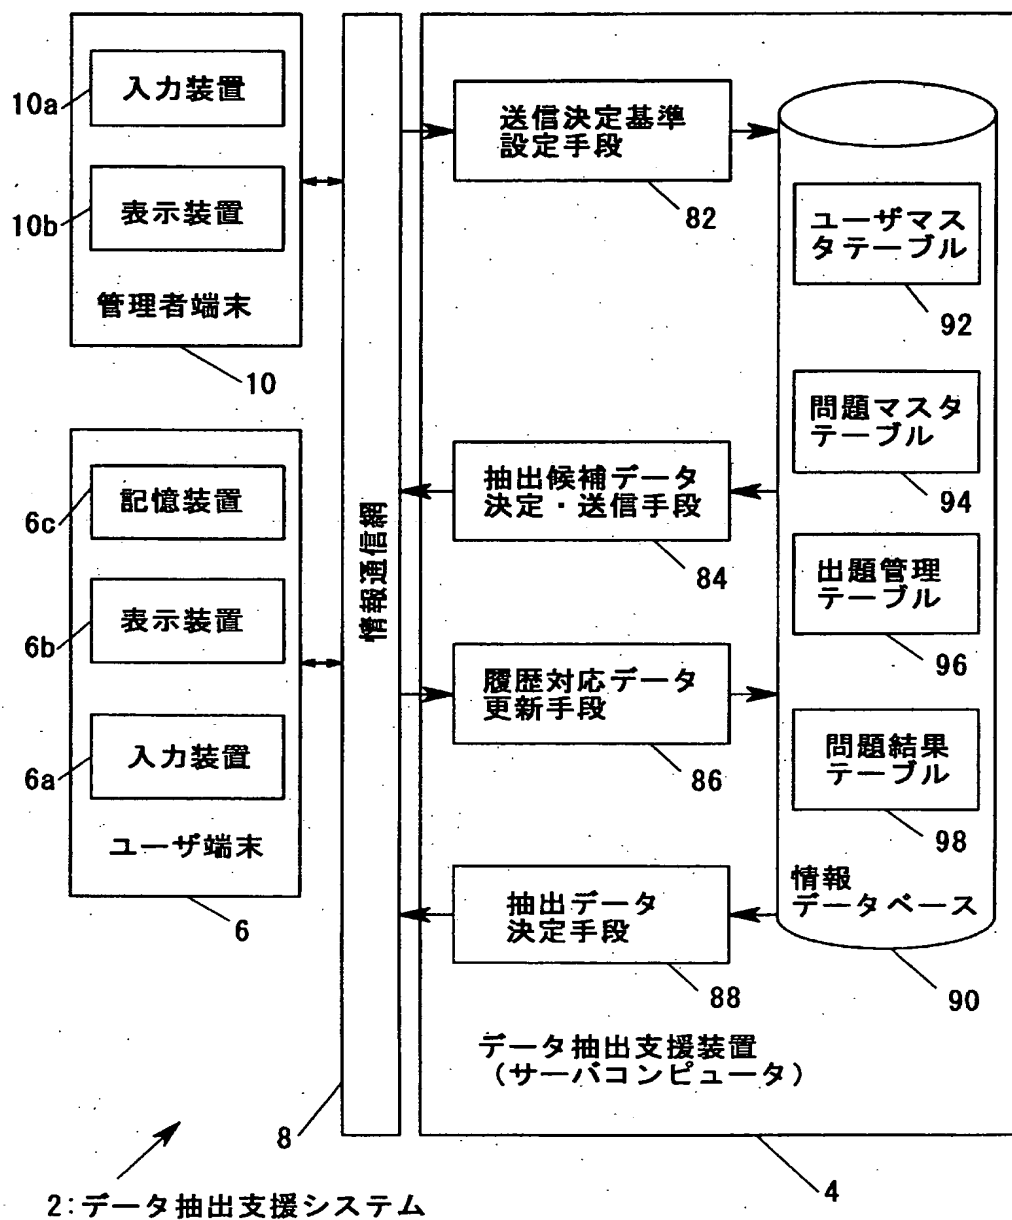 入力装置
10a
表示装置
10b
管理者端末
10
記憶装置
6c
表示装置
6b
入力装置
6a
ユーザ端末
6
情報通信網
8
送信決定基準
設定手段
82
抽出候補データ
決定・送信手段
84
履歴対応データ
更新手段
86
抽出データ
決定手段
88
ユーザマス
タテーブル
92
問題マスタ
テーブル
94
出題管理
テーブル
96
問題結果
テーブル
98
情報
データベース
90
データ抽出支援装置
（サーバコンピュータ）
4
2:データ抽出支援システム